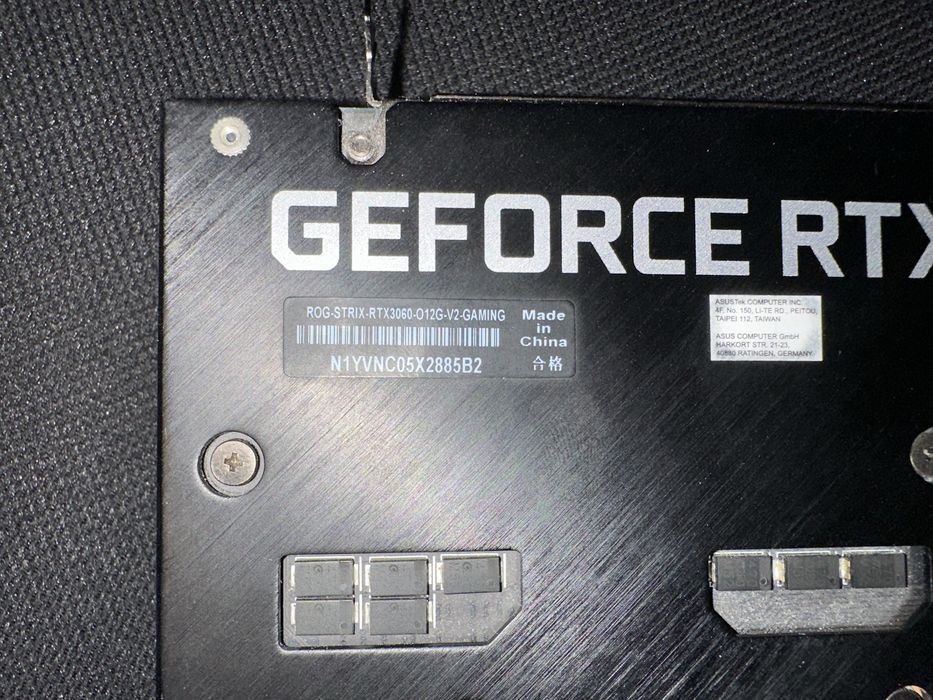 GEFORCE RTX
ROG-STRIX-RTX3060-O12G-V2-GAMING
N1YVNC05X2885B2
Made
in
China
合格
ASUSTek COMPUTER INC.
4F, No. 150, LI-TE RD., PEITOU,
TAIPEI 112, TAIWAN
ASUS COMPUTER GmbH
HARKORT STR. 21-23,
40880 RATINGEN, GERMANY